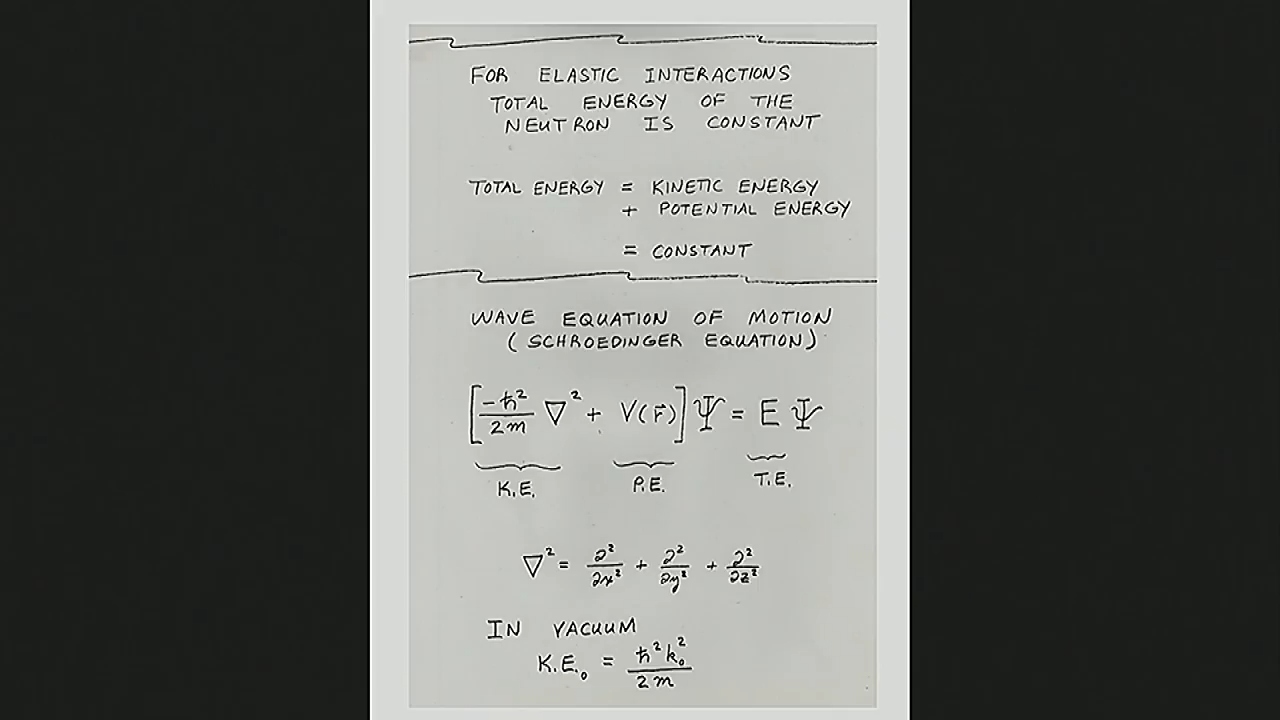 FOR ELASTIC INTERACTIONS
TOTAL ENERGY OF THE
NEUTRON IS CONSTANT
TOTAL ENERGY = KINETIC ENERGY
+ POTENTIAL ENERGY
= CONSTANT
WAVE EQUATION OF MOTION
(SCHROEDINGER EQUATION)
[-ℏ²/2m ∇² + V(r⃗)] Ψ = E Ψ
K.E. P.E. T.E.
∇² = ∂²/∂x² + ∂²/∂y² + ∂²/∂z²
IN VACUUM
K.E.₀ = ℏ²k₀²/2m